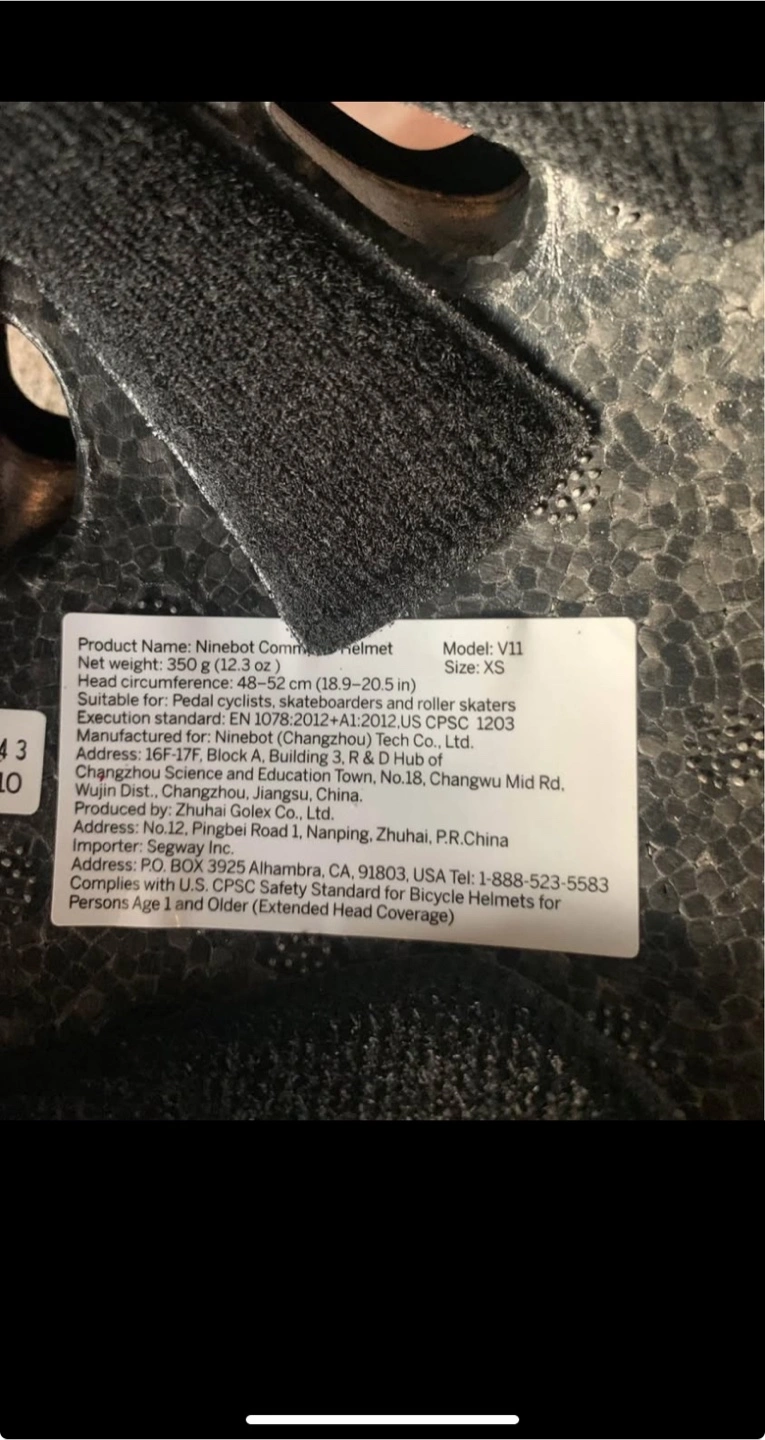 Product Name: Ninebot Helmet
Model: V11
Net weight: 350 g (12.3 oz )
Size: XS
Head circumference: 48–52 cm (18.9–20.5 in)
Suitable for: Pedal cyclists, skateboarders and roller skaters
Execution standard: EN 1078:2012+A1:2012,US CPSC 1203
Manufactured for: Ninebot (Changzhou) Tech Co., Ltd.
Address: 16F-17F, Block A, Building 3, R & D Hub of
Changzhou Science and Education Town, No.18, Changwu Mid Rd,
Wujin Dist., Changzhou, Jiangsu, China.
Produced by: Zhuhai Golex Co., Ltd.
Address: No.12, Pingbei Road 1, Nanping, Zhuhai, P.R.China
Importer: Segway Inc.
Address: P.O. BOX 3925 Alhambra, CA, 91803, USA Tel: 1-888-523-5583
Complies with U.S. CPSC Safety Standard for Bicycle Helmets for
Persons Age 1 and Older (Extended Head Coverage)
4 3
10